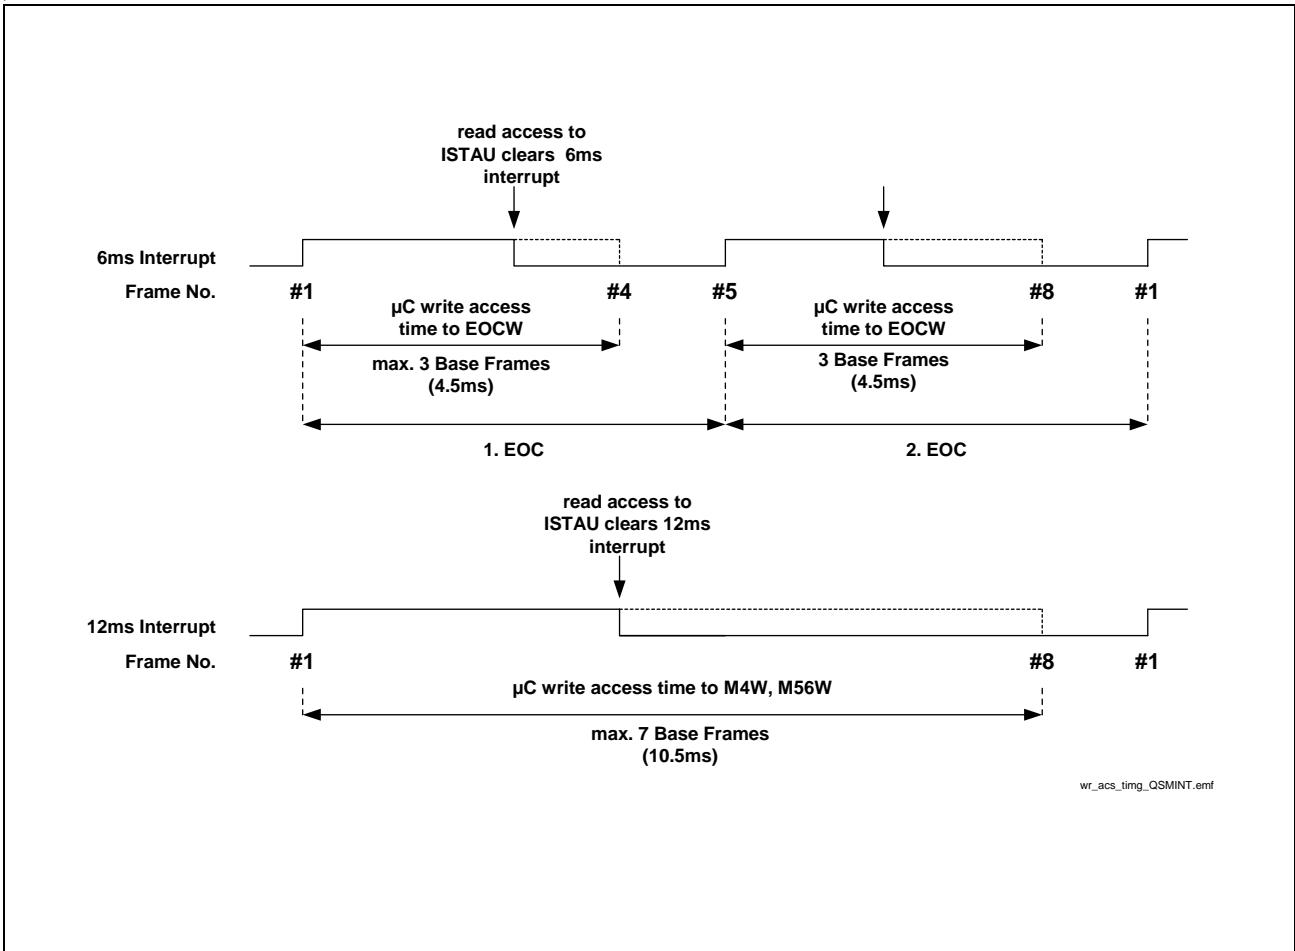 read access to
ISTAU clears 6ms
interrupt
6ms Interrupt
Frame No. #1 #4 #5 #8 #1
µC write access
time to EOCW
µC write access
time to EOCW
max. 3 Base Frames
(4.5ms)
3 Base Frames
(4.5ms)
1. EOC 2. EOC
read access to
ISTAU clears 12ms
interrupt
12ms Interrupt
Frame No. #1 #8 #1
µC write access time to M4W, M56W
max. 7 Base Frames
(10.5ms)
wr_acs_timg_QSMINT.emf